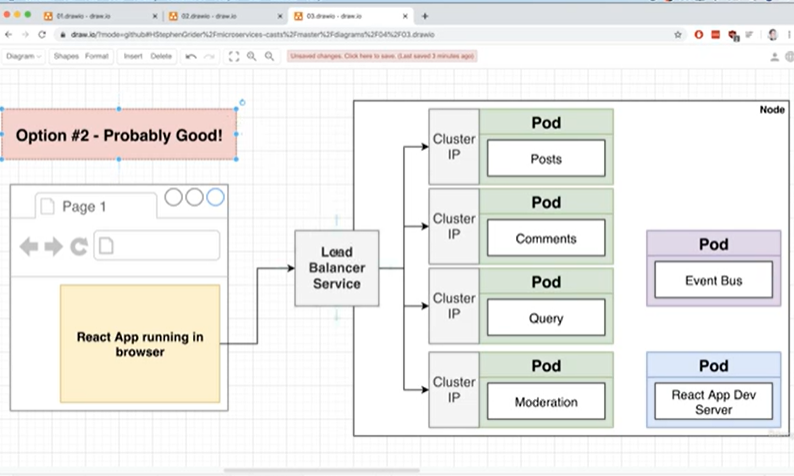 01.drawio - draw.io
02.drawio - draw.io
03.drawio - draw.io
draw.io/?mode=github#HStephenGrider%2Fmicroservices-casts%2Fmaster%2Fdiagrams%2F04%2F03.drawio
Diagram
Shapes
Format
Insert
Delete
Unsaved changes. Click here to save. (Last saved 3 minutes ago)
Option #2 - Probably Good!
Page 1
React App running in
browser
Load
Balancer
Service
Node
Cluster
IP
Pod
Posts
Cluster
IP
Pod
Comments
Cluster
IP
Pod
Query
Cluster
IP
Pod
Moderation
Pod
Event Bus
Pod
React App Dev
Server